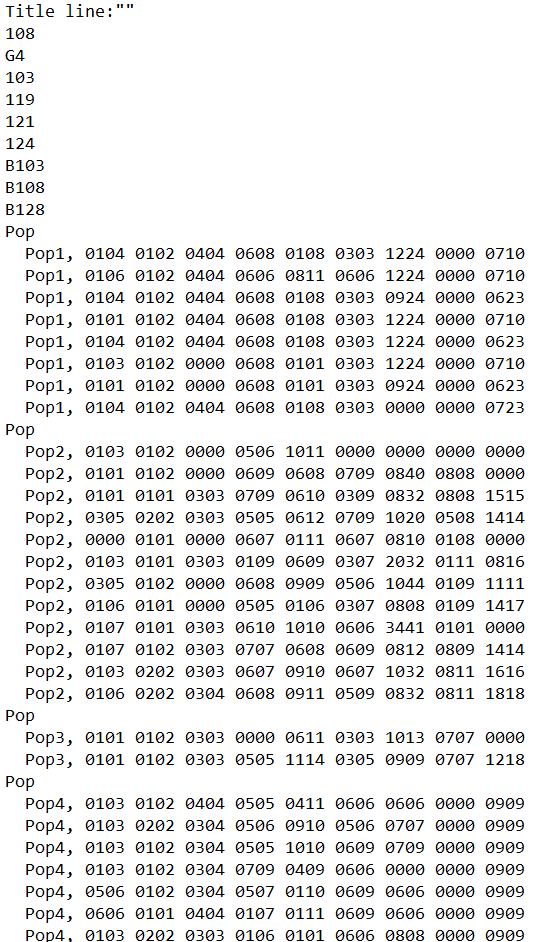 Title line:""
108
G4
103
119
121
124
B103
B108
B128
Pop
Pop1, 0104 0102 0404 0608 0108 0303 1224 0000 0710
Pop1, 0106 0102 0404 0606 0811 0606 1224 0000 0710
Pop1, 0104 0102 0404 0608 0108 0303 0924 0000 0623
Pop1, 0101 0102 0404 0608 0108 0303 1224 0000 0710
Pop1, 0104 0102 0404 0608 0108 0303 1224 0000 0623
Pop1, 0103 0102 0000 0608 0101 0303 1224 0000 0710
Pop1, 0101 0102 0000 0608 0101 0303 0924 0000 0623
Pop1, 0104 0102 0404 0608 0108 0303 0000 0000 0723
Pop
Pop2, 0103 0102 0000 0506 1011 0000 0000 0000 0000
Pop2, 0101 0102 0000 0609 0608 0709 0840 0808 0000
Pop2, 0101 0101 0303 0709 0610 0309 0832 0808 1515
Pop2, 0305 0202 0303 0505 0612 0709 1020 0508 1414
Pop2, 0000 0101 0000 0607 0111 0607 0810 0108 0000
Pop2, 0103 0101 0303 0109 0609 0307 2032 0111 0816
Pop2, 0305 0102 0000 0608 0909 0506 1044 0109 1111
Pop2, 0106 0101 0000 0505 0106 0307 0808 0109 1417
Pop2, 0107 0101 0303 0610 1010 0606 3441 0101 0000
Pop2, 0107 0102 0303 0707 0608 0609 0812 0809 1414
Pop2, 0103 0202 0303 0607 0910 0607 1032 0811 1616
Pop2, 0106 0202 0304 0608 0911 0509 0832 0811 1818
Pop
Pop3, 0101 0102 0303 0000 0611 0303 1013 0707 0000
Pop3, 0101 0102 0303 0505 1114 0305 0909 0707 1218
Pop
Pop4, 0103 0102 0404 0505 0411 0606 0606 0000 0909
Pop4, 0103 0202 0304 0506 0910 0506 0707 0000 0909
Pop4, 0103 0102 0304 0505 1010 0609 0709 0000 0909
Pop4, 0103 0102 0304 0709 0409 0606 0000 0000 0909
Pop4, 0506 0102 0304 0507 0110 0609 0606 0000 0909
Pop4, 0606 0101 0404 0107 0111 0609 0606 0000 0909
Pop4, 0103 0202 0303 0106 0101 0606 0808 0000 0909